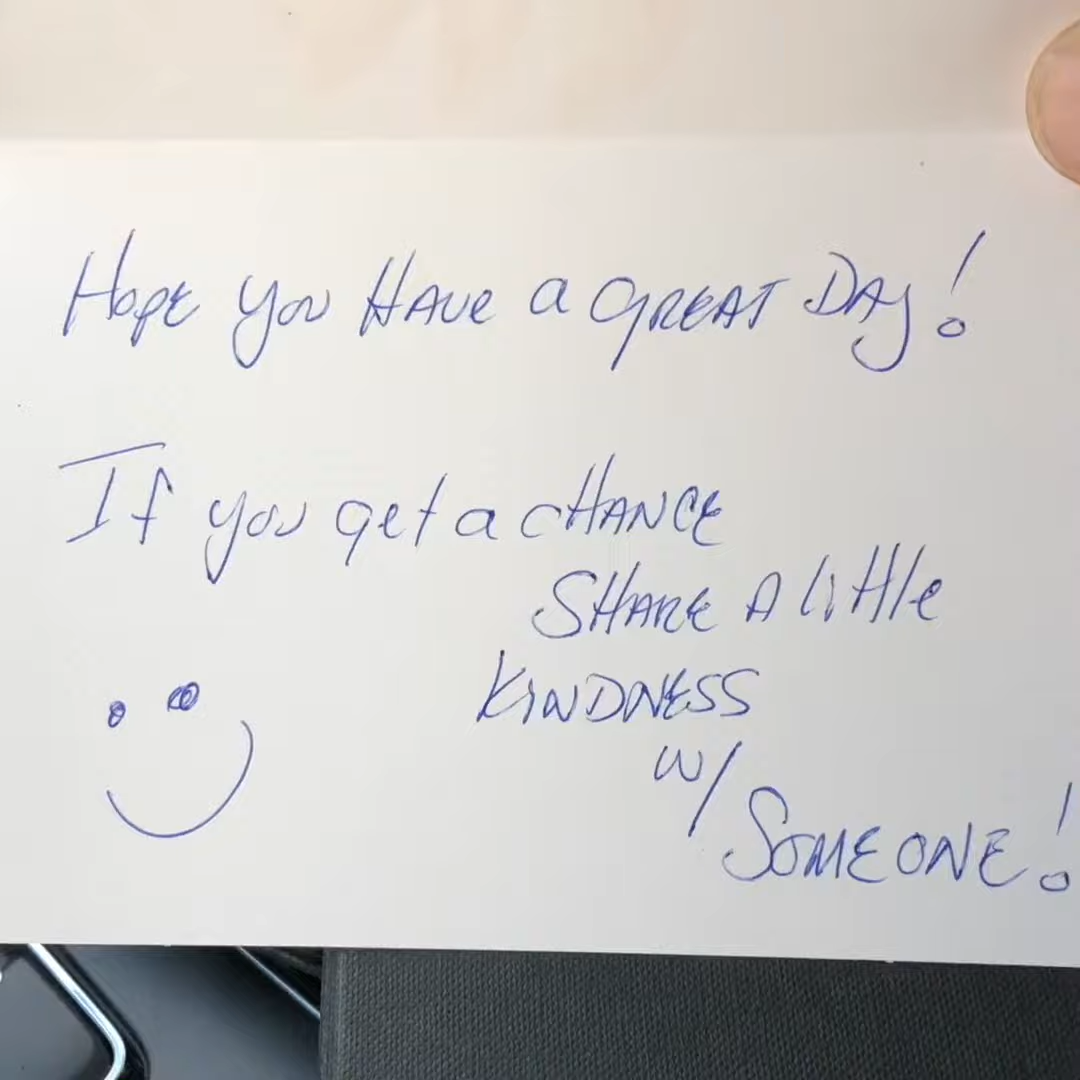 Hope you HAVE a GREAT DAy!
If you get a cHANCE
SHARE A little
KiNDNESS
w/
SOMEONE!